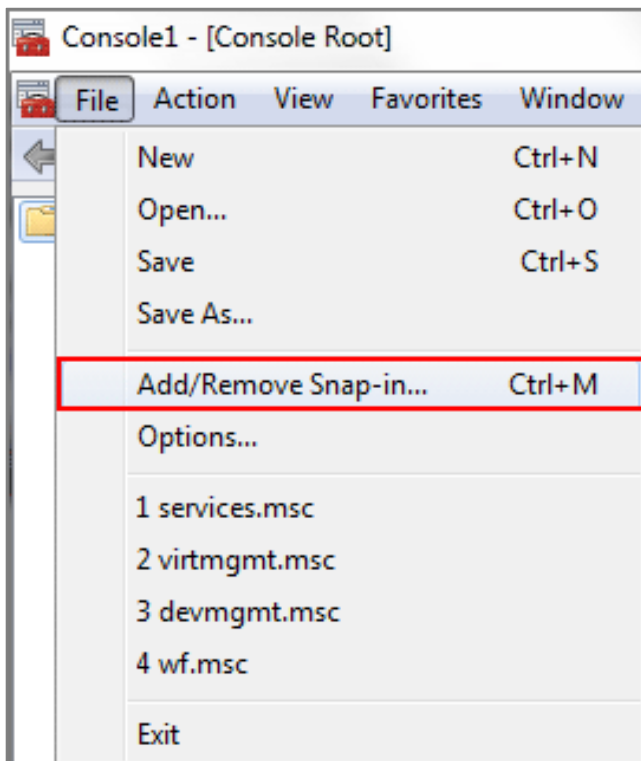 Console1 - [Console Root]
File Action View Favorites Window
New Ctrl+N
Open... Ctrl+O
Save Ctrl+S
Save As...
Add/Remove Snap-in... Ctrl+M
Options...
1 services.msc
2 virtmgmt.msc
3 devmgmt.msc
4 wf.msc
Exit